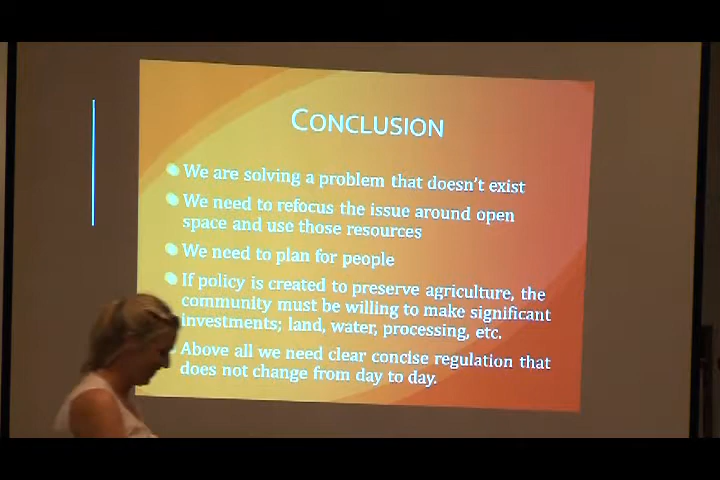 CONCLUSION
We are solving a problem that doesn't exist
We need to refocus the issue around open
space and use those resources
We need to plan for people
If policy is created to preserve agriculture, the
community must be willing to make significant
investments; land, water, processing, etc.
Above all we need clear concise regulation that
does not change from day to day.